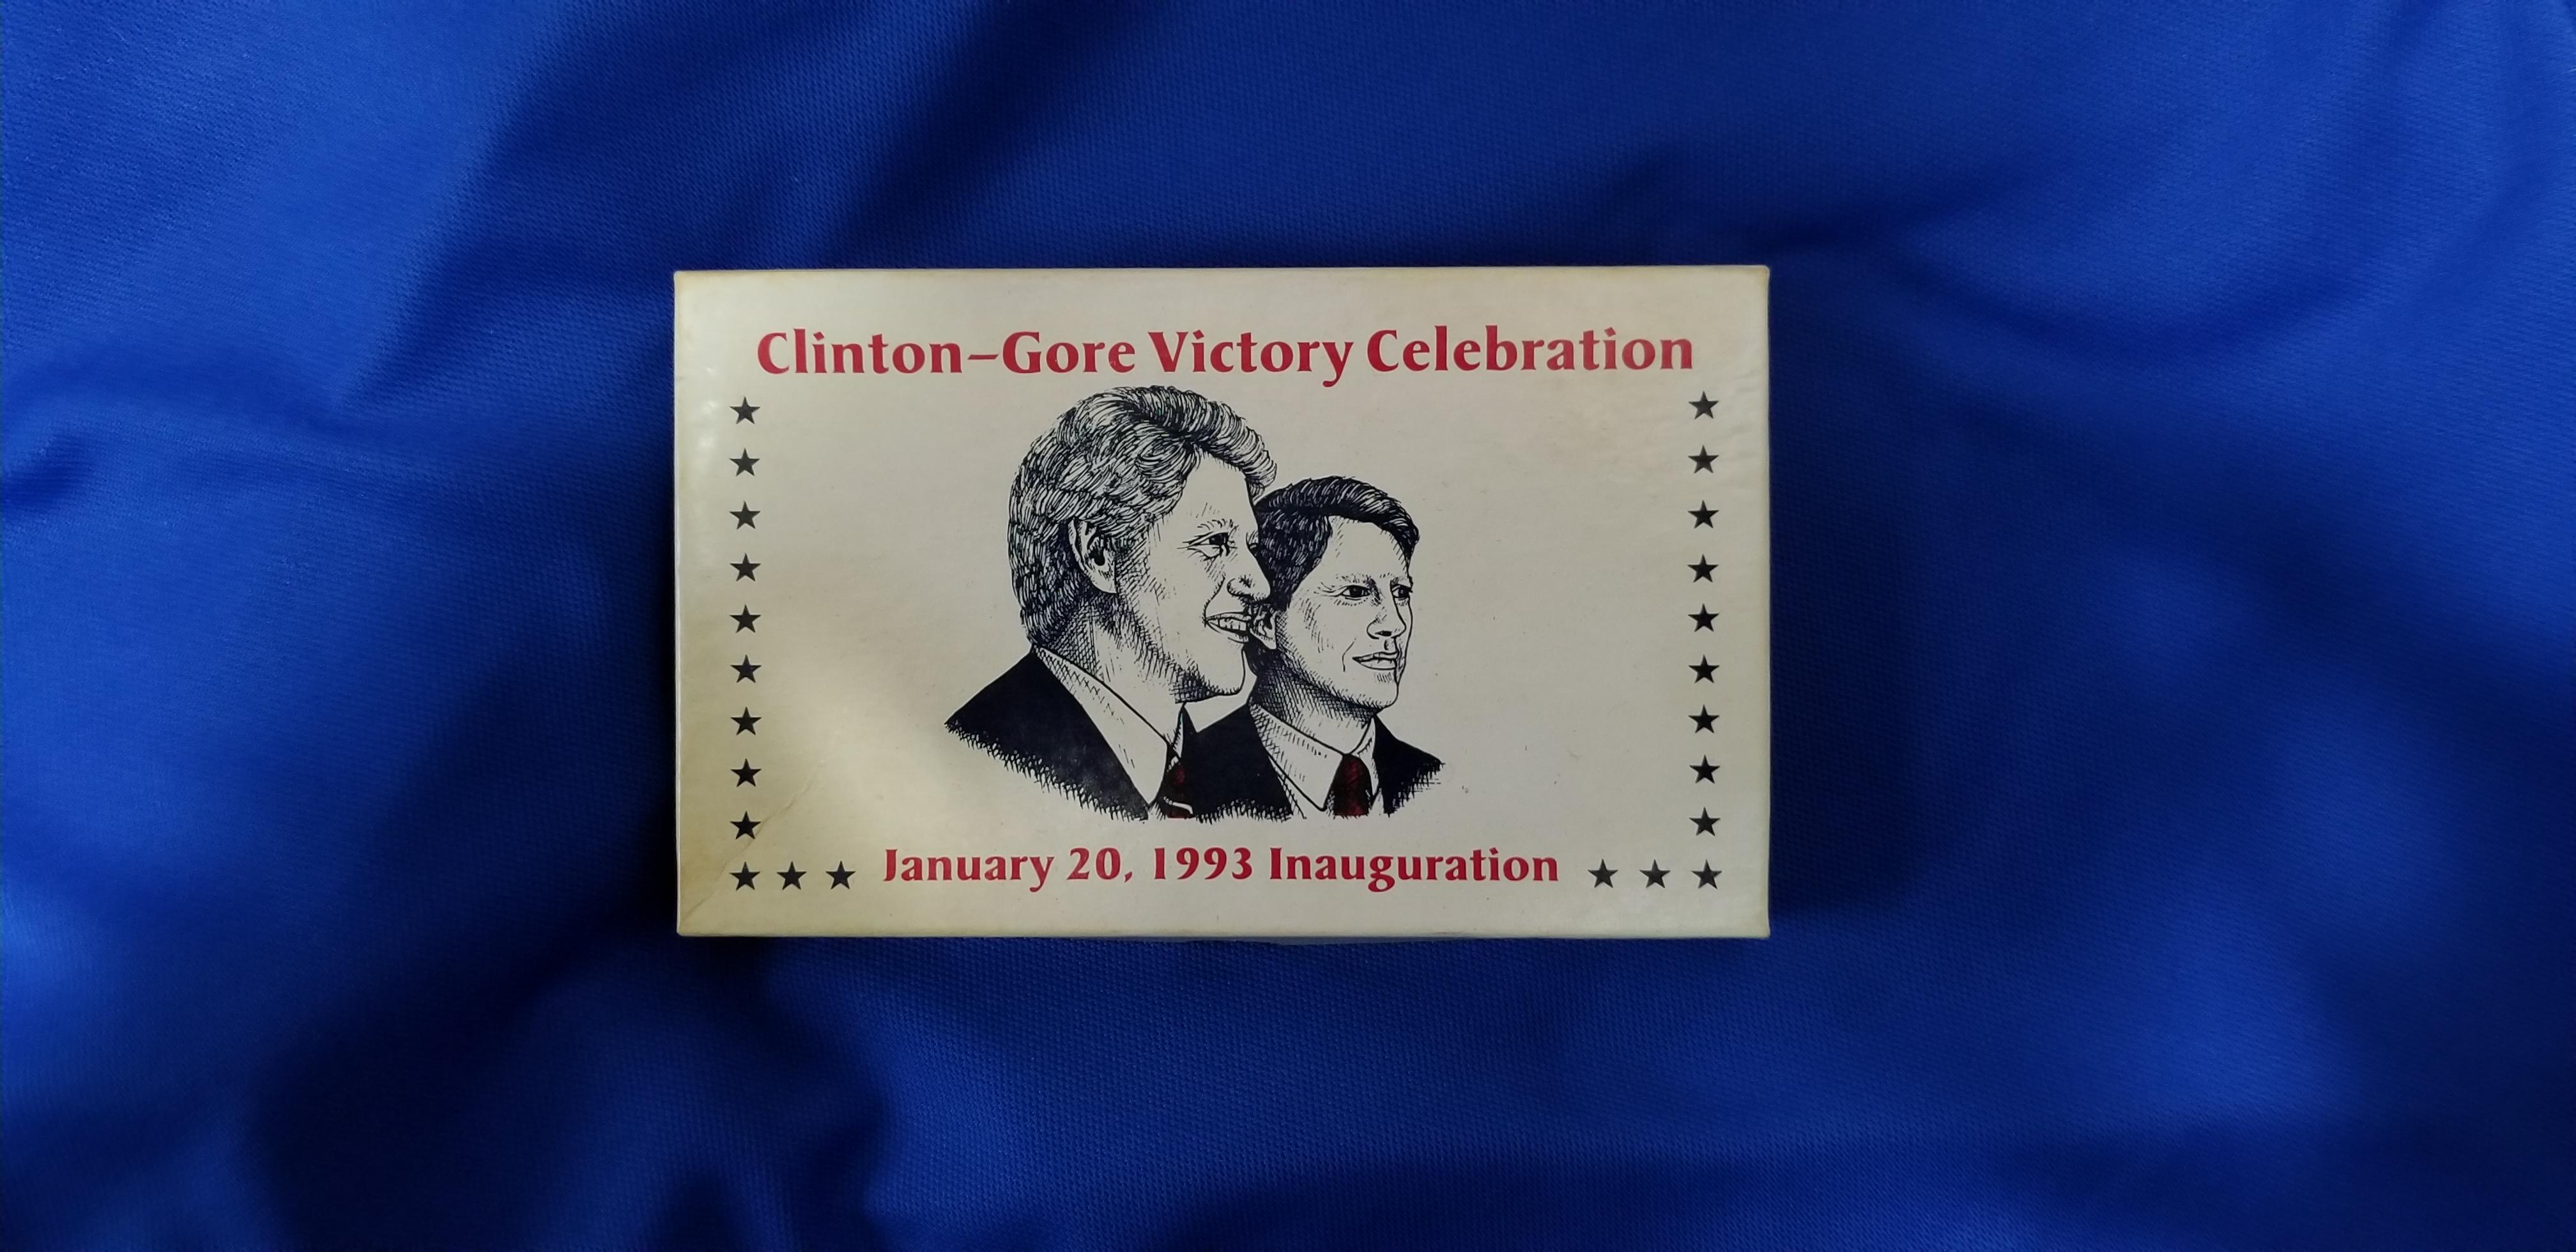 Clinton–Gore Victory Celebration
January 20, 1993 Inauguration